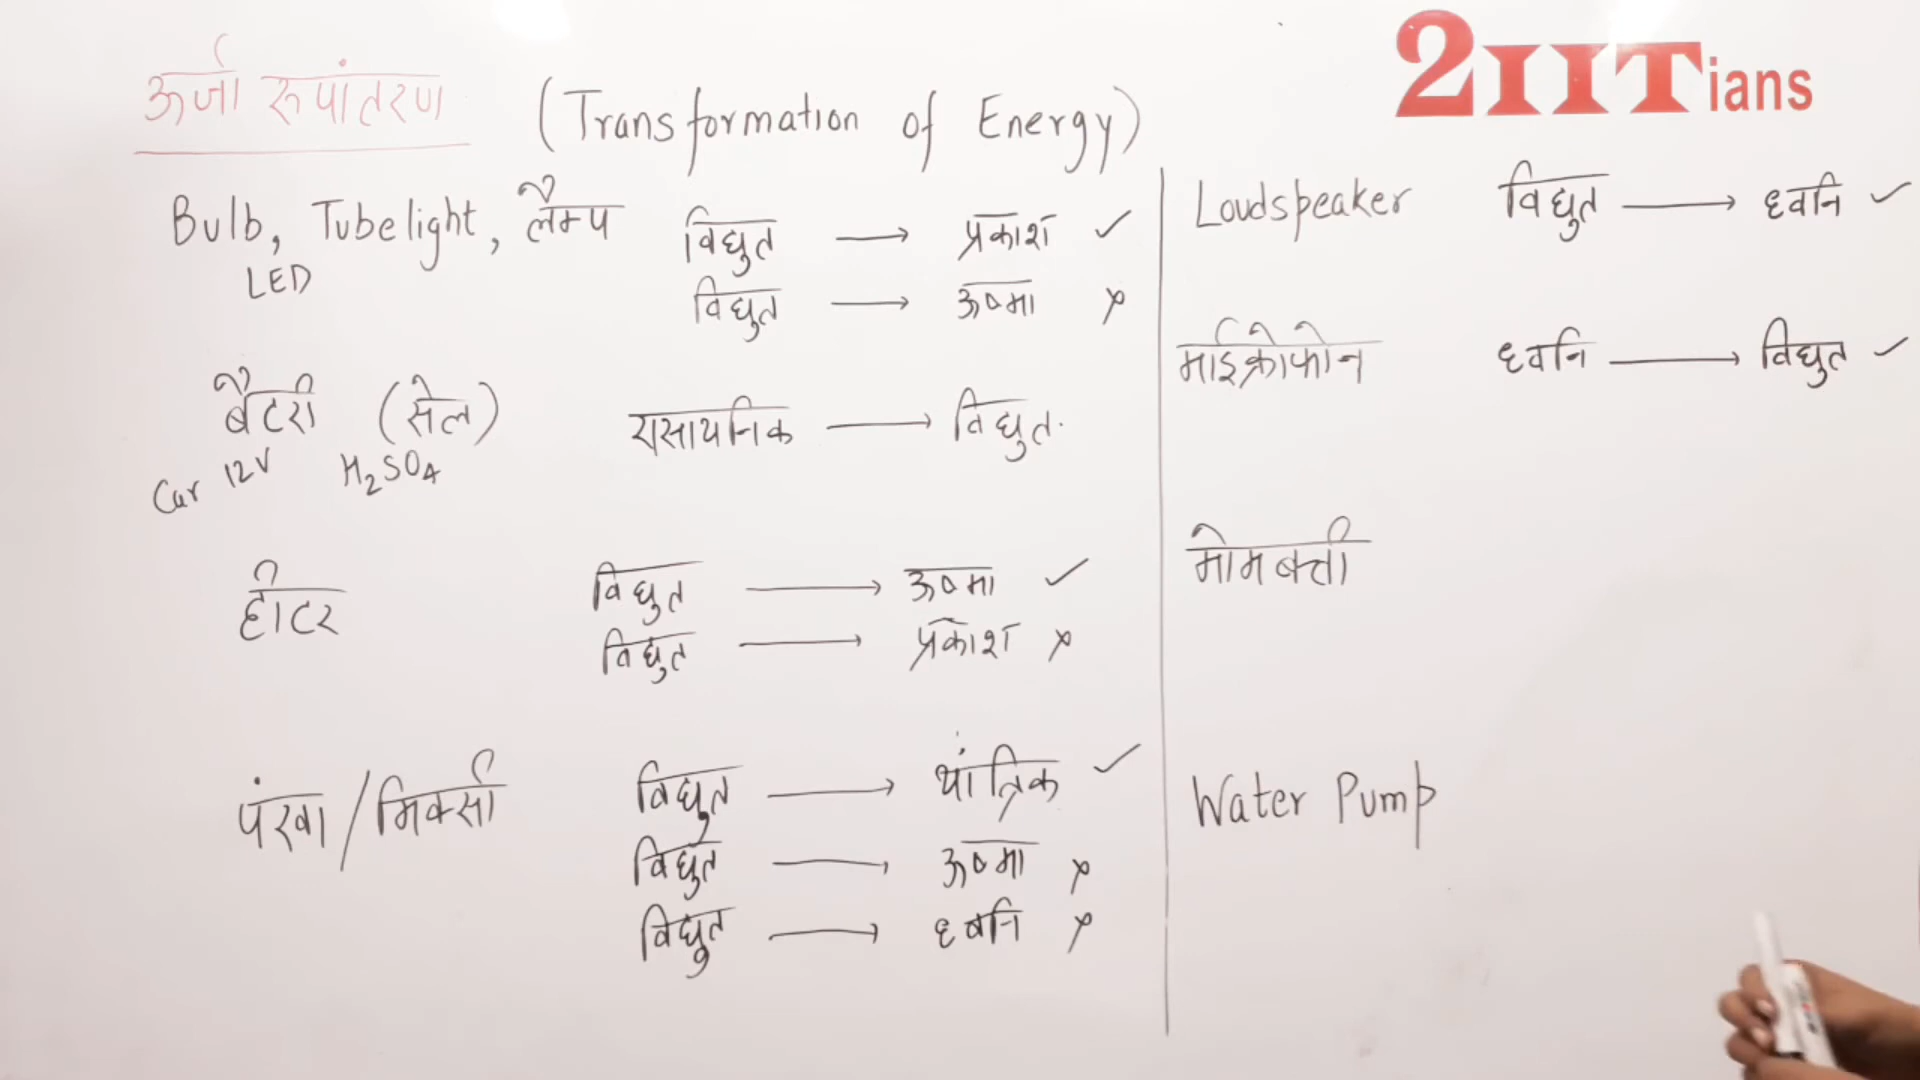 ऊर्जा रूपांतरण (Transformation of Energy)
2IITians
Bulb, Tubelight, लैम्प विद्युत → प्रकाश ✓
LED
विद्युत → ऊष्मा ×
बैटरी (सेल) रासायनिक → विद्युत.
Car 12V H₂SO₄
हीटर विद्युत → ऊष्मा ✓
विद्युत → प्रकाश ×
पंखा/मिक्सी विद्युत → यांत्रिक ✓
विद्युत → ऊष्मा ×
विद्युत → ध्वनि ×
Loudspeaker विद्युत → ध्वनि ✓
माईक्रोफोन ध्वनि → विद्युत ✓
मोमबत्ती
Water Pump